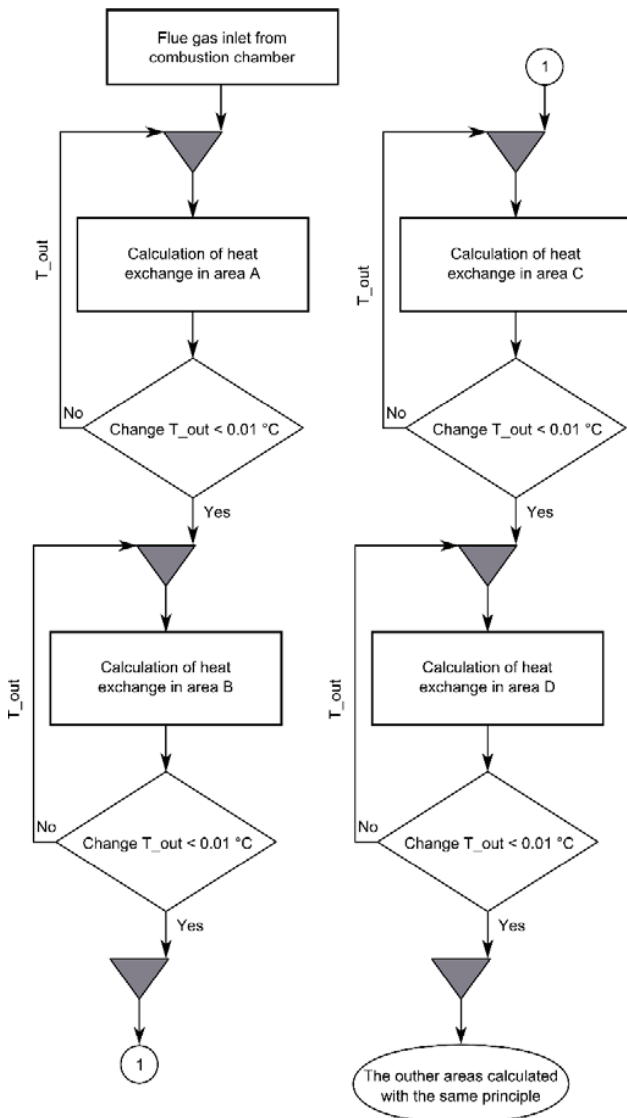 Flue gas inlet from
combustion chamber
T_out
Calculation of heat
exchange in area A
No
Change T_out < 0.01 °C
Yes
T_out
Calculation of heat
exchange in area B
No
Change T_out < 0.01 °C
Yes
1
1
T_out
Calculation of heat
exchange in area C
No
Change T_out < 0.01 °C
Yes
T_out
Calculation of heat
exchange in area D
No
Change T_out < 0.01 °C
Yes
The outher areas calculated
with the same principle